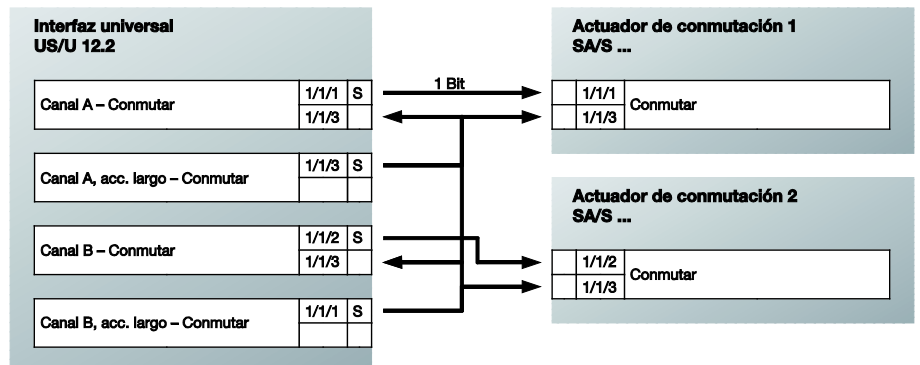 Interfaz universal
US/U 12.2
Canal A – Conmutar
1/1/1 S
1/1/3
Canal A, acc. largo – Conmutar
1/1/3 S
Canal B – Conmutar
1/1/2 S
1/1/3
Canal B, acc. largo – Conmutar
1/1/1 S
1 Bit
Actuador de conmutación 1
SA/S ...
1/1/1
1/1/3
Conmutar
Actuador de conmutación 2
SA/S ...
1/1/2
1/1/3
Conmutar